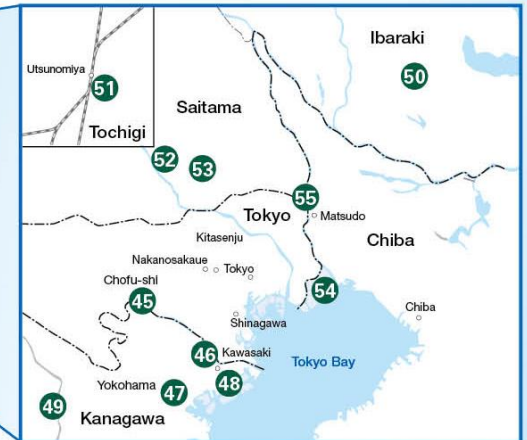 Ibaraki
50
Utsunomiya
51
Tochigi
Saitama
52
53
55
Tokyo
Matsudo
Chiba
Kitasenju
Nakanosakaue
Tokyo
Chofu-shi
45
54
Chiba
Shinagawa
46
Kawasaki
Tokyo Bay
Yokohama
47
48
49
Kanagawa